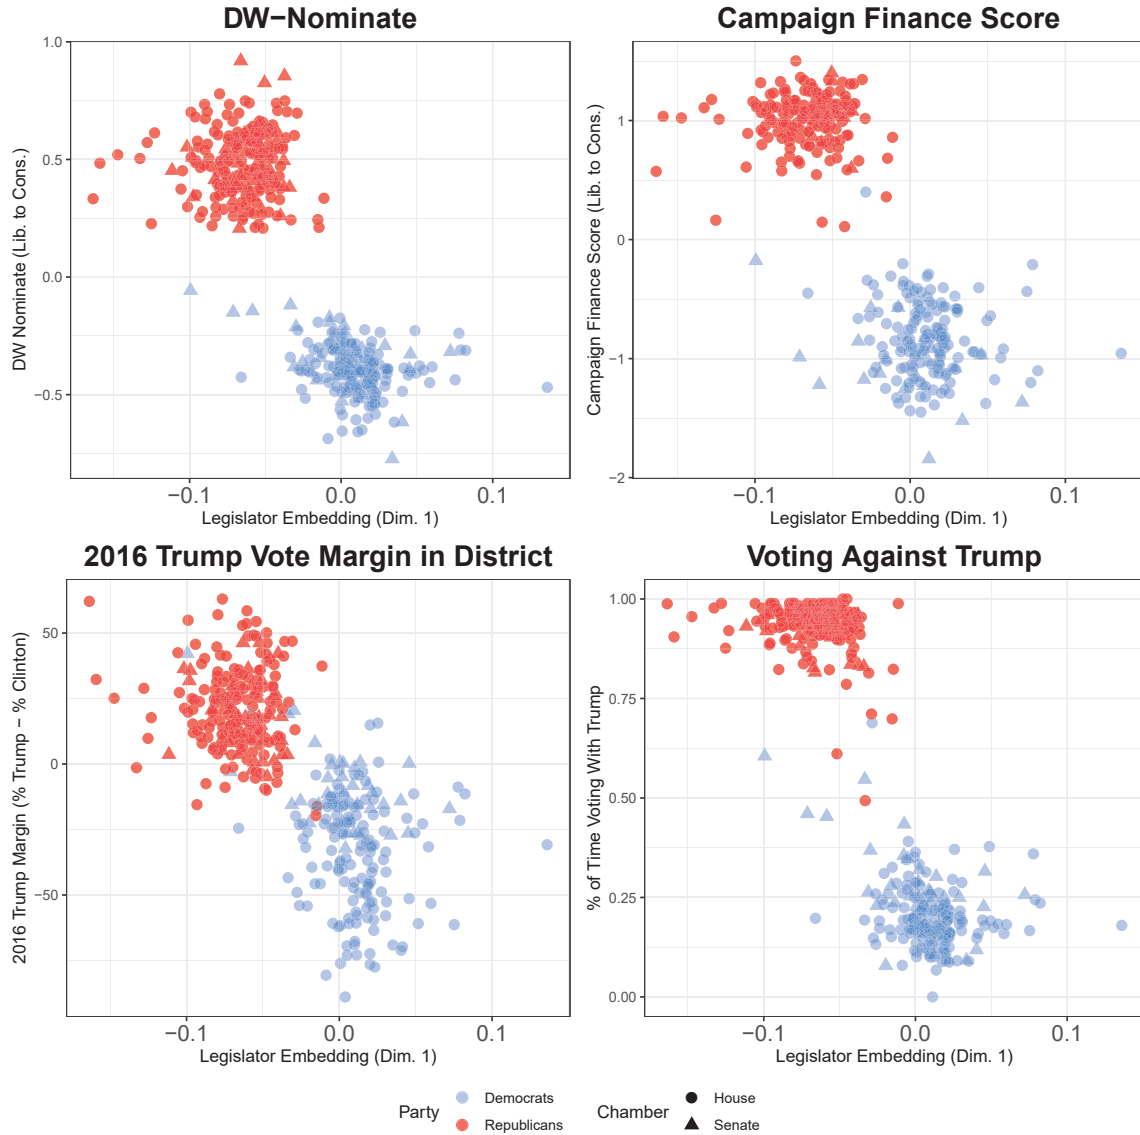 DW−Nominate
DW Nominate (Lib. to Cons.)
1.0
0.5
0.0
−0.5
−0.1
0.0
0.1
Legislator Embedding (Dim. 1)
Campaign Finance Score
Campaign Finance Score (Lib. to Cons.)
1
0
−1
−2
−0.1
0.0
0.1
Legislator Embedding (Dim. 1)
2016 Trump Vote Margin in District
2016 Trump Margin (% Trump − % Clinton)
50
0
−50
−0.1
0.0
0.1
Legislator Embedding (Dim. 1)
Voting Against Trump
% of Time Voting With Trump
1.00
0.75
0.50
0.25
0.00
−0.1
0.0
0.1
Legislator Embedding (Dim. 1)
Party
Democrats
Republicans
Chamber
House
Senate